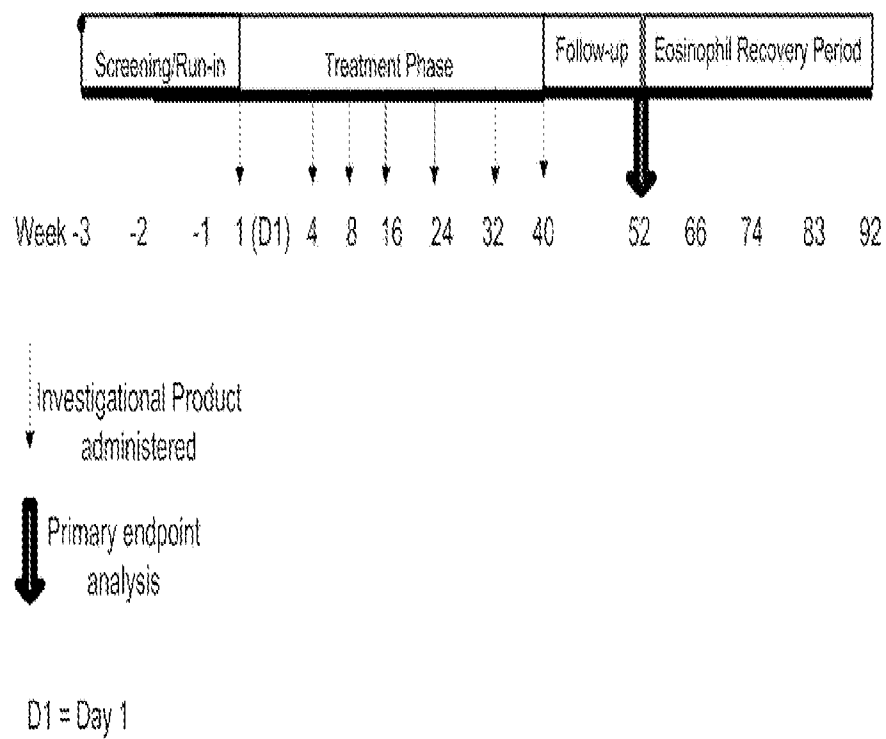 Screening/Run-in Treatment Phase Follow-up Eosinophil Recovery Period
Week -3 -2 -1 1 (D1) 4 8 16 24 32 40 52 66 74 83 92
Investigational Product
administered
Primary endpoint
analysis
D1 = Day 1